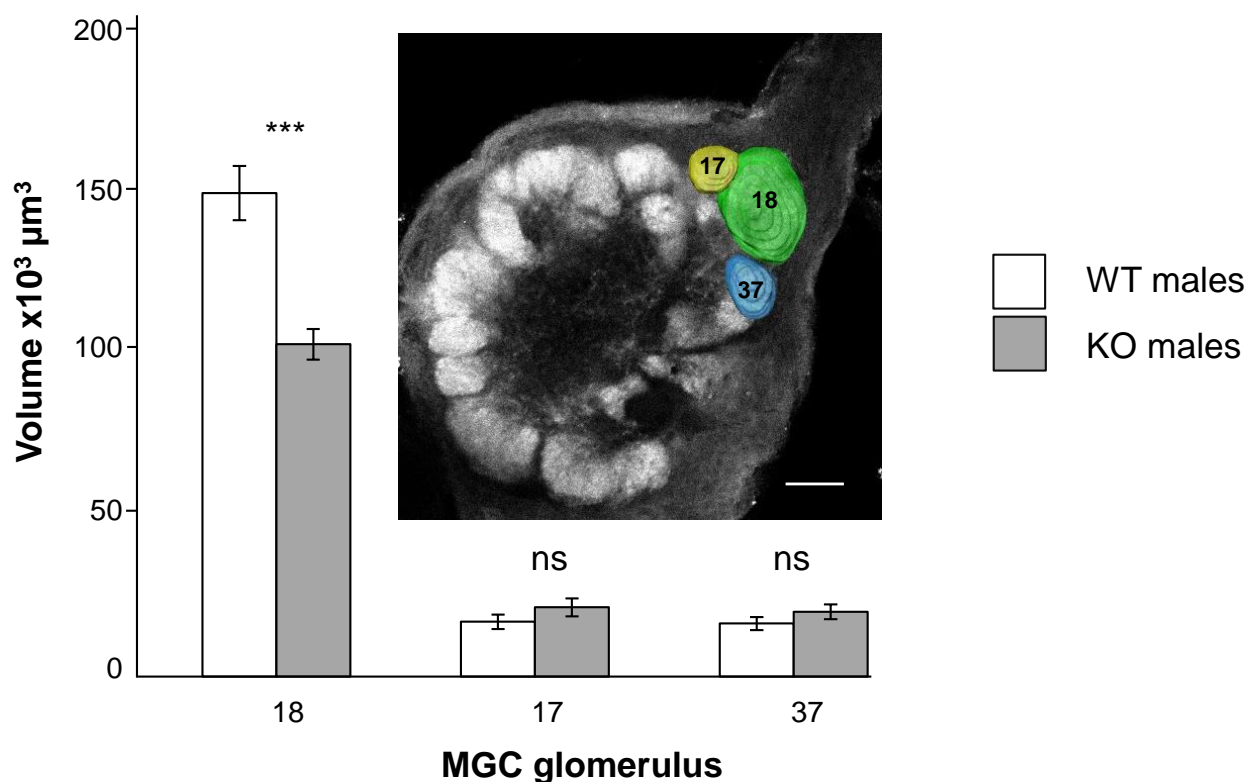 200
150
100
50
0
Volume x10³ µm³
***
17
18
37
ns
ns
18
17
37
MGC glomerulus
WT males
KO males